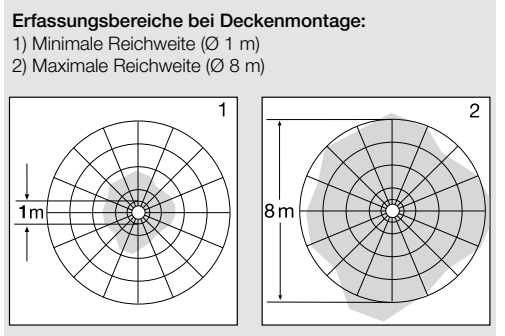 Erfassungsbereiche bei Deckenmontage:
1) Minimale Reichweite (Ø 1 m)
2) Maximale Reichweite (Ø 8 m)
1
2
1m
8m